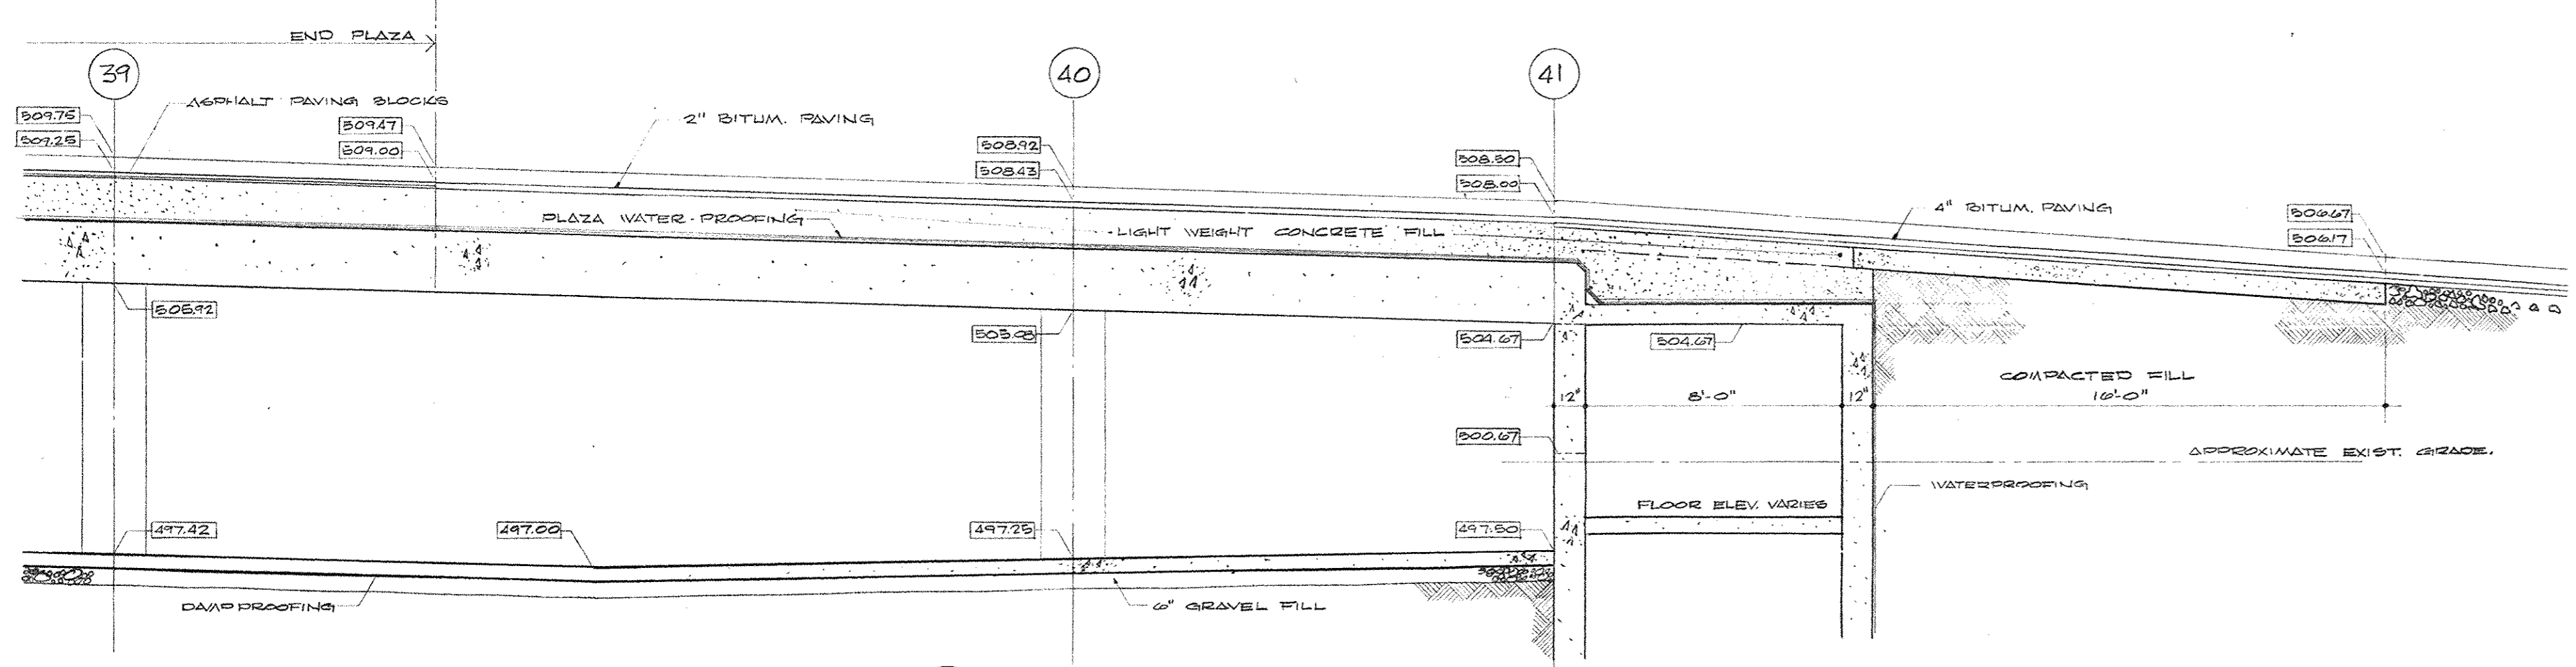 END PLAZA
39
40
41
ASPHALT PAVING BLOCKS
509.75
509.25
509.47
509.00
2" BITUM. PAVING
508.92
508.43
508.50
508.00
4" BITUM. PAVING
506.67
506.17
PLAZA WATER-PROOFING
LIGHT WEIGHT CONCRETE FILL
505.92
505.08
504.67
504.67
COMPACTED FILL
12"
8'-0"
12"
16'-0"
500.67
APPROXIMATE EXIST. GRADE.
WATERPROOFING
FLOOR ELEV. VARIES
497.42
497.00
497.25
497.50
DAMPPROOFING
6" GRAVEL FILL